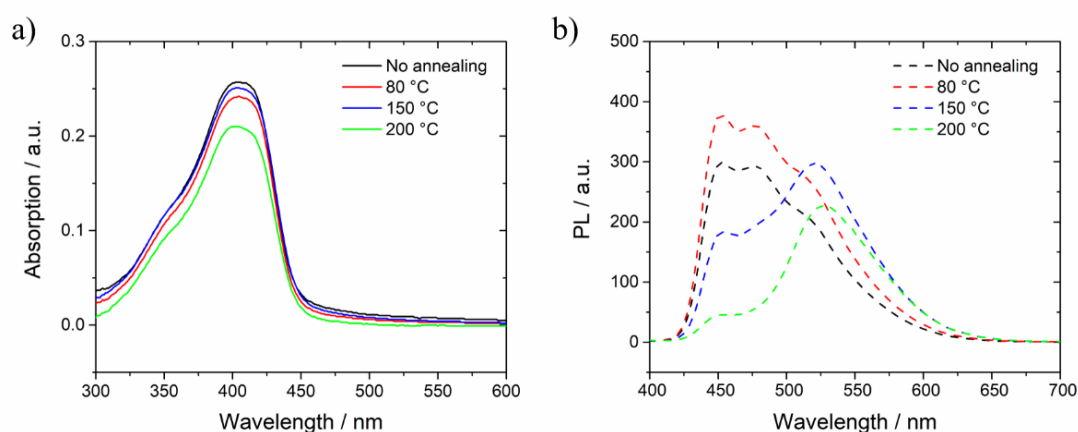 a)
0.3
0.2
0.1
0.0
Absorption / a.u.
No annealing
80 °C
150 °C
200 °C
300 350 400 450 500 550 600
Wavelength / nm
b)
500
400
300
200
100
0
PL / a.u.
No annealing
80 °C
150 °C
200 °C
400 450 500 550 600 650 700
Wavelength / nm